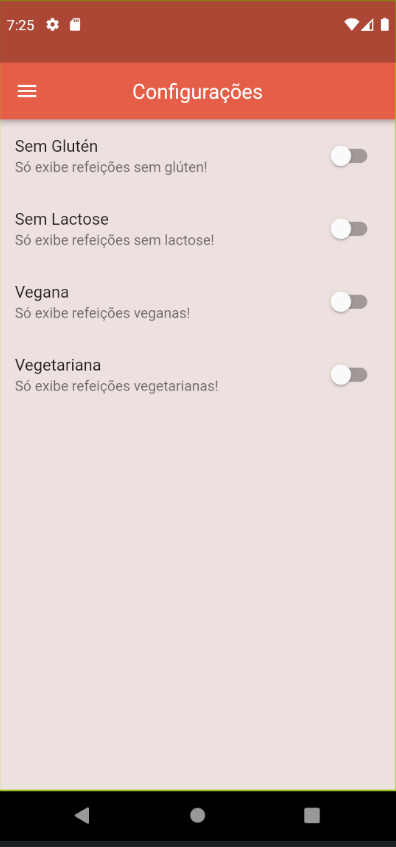 7:25
Configurações
Sem Glutén
Só exibe refeições sem glúten!
Sem Lactose
Só exibe refeições sem lactose!
Vegana
Só exibe refeições veganas!
Vegetariana
Só exibe refeições vegetarianas!